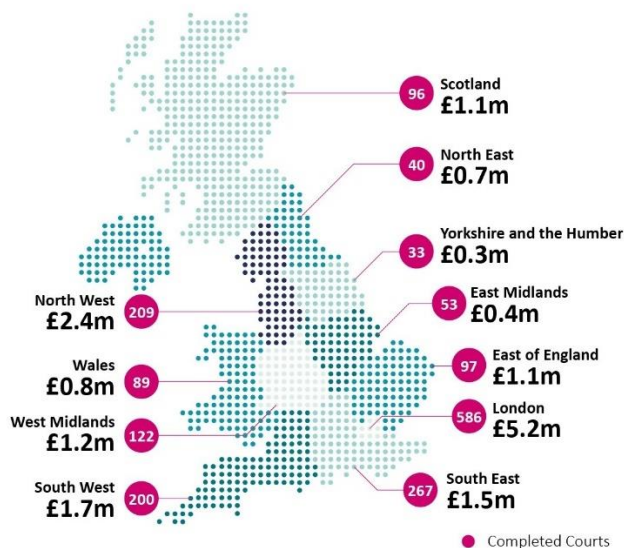 96
Scotland
£1.1m
40
North East
£0.7m
33
Yorkshire and the Humber
£0.3m
53
East Midlands
£0.4m
North West
£2.4m
209
97
East of England
£1.1m
Wales
£0.8m
89
586
London
£5.2m
West Midlands
£1.2m
122
267
South East
£1.5m
South West
£1.7m
200
Completed Courts